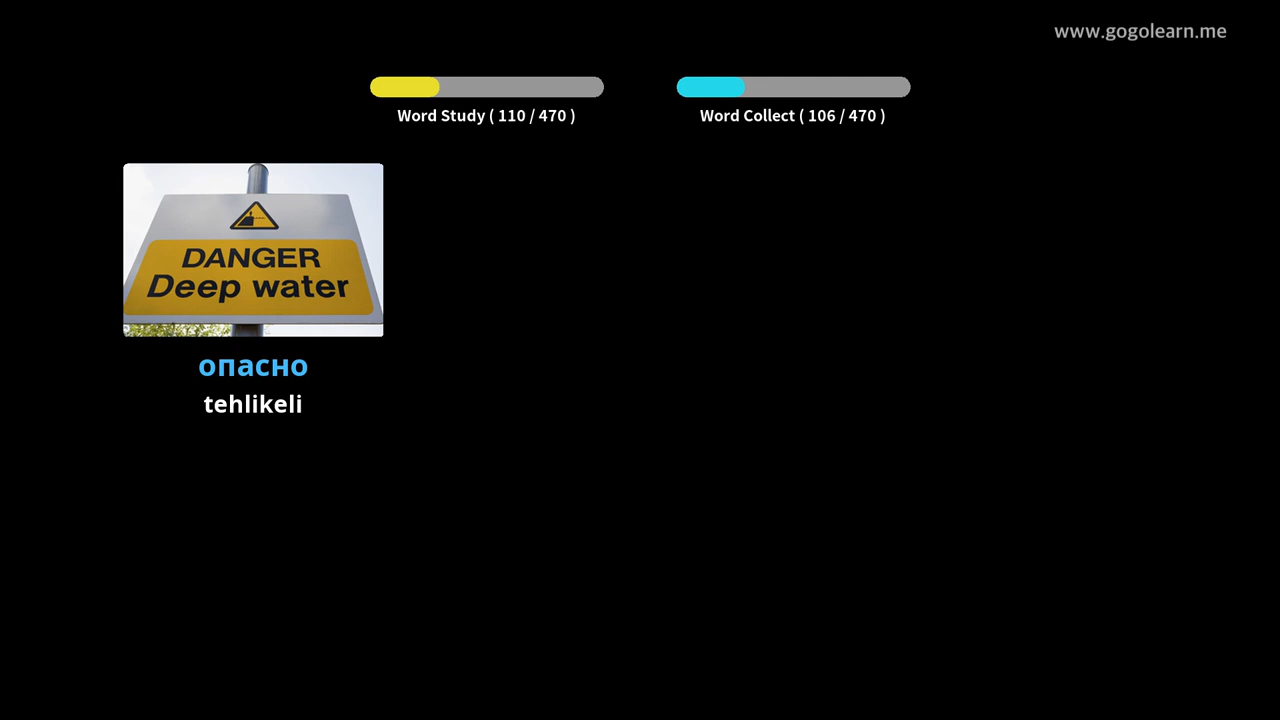 www.gogolearn.me
Word Study ( 110 / 470 )
Word Collect ( 106 / 470 )
DANGER
Deep water
опасно
tehlikeli